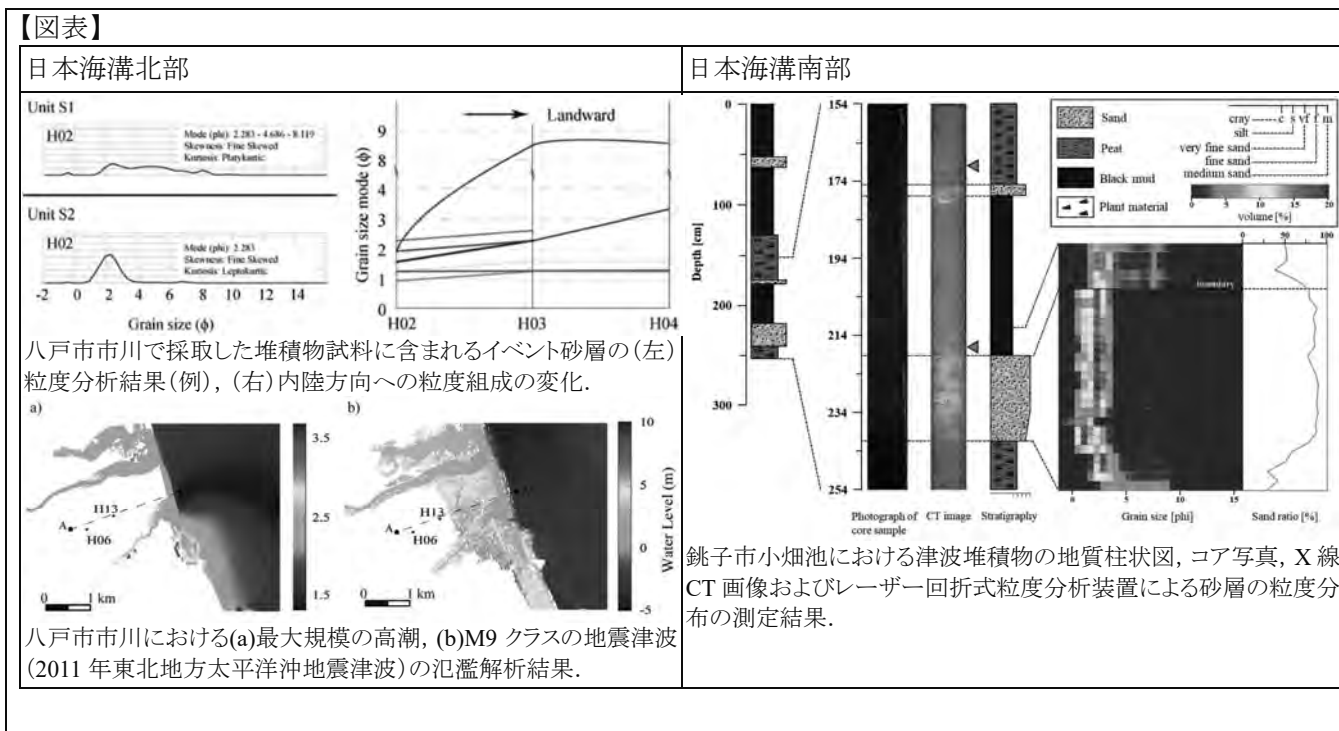 【図表】
日本海溝北部
Unit S1
H02
Mode (phi): 2.283 - 4.686 - 8.119
Skewness: Fine Skewed
Kurtosis: Platykurtic
Unit S2
H02
Mode (phi): 2.283
Skewness: Fine Skewed
Kurtosis: Leptokurtic
-2 0 2 4 6 8 10 12 14
Grain size (ϕ)
Landward
Grain size mode (ϕ)
9
8
4
3
2
1
0
H02 H03 H04
八戸市市川で採取した堆積物試料に含まれるイベント砂層の(左)
粒度分析結果(例), (右)内陸方向への粒度組成の変化.
a)
A
H13
H06
0 1 km
3.5
2.5
1.5
b)
A
H13
H06
0 1 km
10
5
0
-5
Water Level (m)
八戸市市川における(a)最大規模の高潮, (b)M9 クラスの地震津波
(2011 年東北地方太平洋沖地震津波)の氾濫解析結果.
日本海溝南部
0
100
200
300
Depth [cm]
154
174
194
214
234
254
Photograph of
core sample
CT image
Stratigraphy
Sand
Peat
Black mud
Plant material
c s vf f m
cray
silt
very fine sand
fine sand
medium sand
0 5 10 15 20
volume [%]
0 50 100
boundary
0 5 10 15
Grain size [phi]
Sand ratio [%]
銚子市小畑池における津波堆積物の地質柱状図, コア写真, X 線
CT 画像およびレーザー回折式粒度分析装置による砂層の粒度分
布の測定結果.